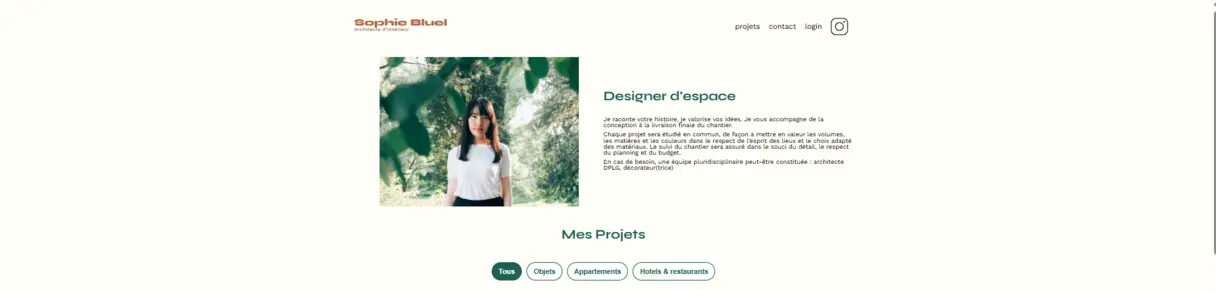 Sophie Bluel
Architecte d'intérieur
projets
contact
login
Designer d'espace
Je raconte votre histoire, je valorise vos idées. Je vous accompagne de la
conception à la livraison finale du chantier.
Chaque projet sera étudié en commun, de façon à mettre en valeur les volumes,
les matières et les couleurs dans le respect de l'esprit des lieux et le choix adapté
des matériaux. Le suivi du chantier sera assuré dans le souci du détail, le respect
du planning et du budget.
En cas de besoin, une équipe pluridisciplinaire peut-être constituée : architecte
DPLG, décorateur(trice)
Mes Projets
Tous
Objets
Appartements
Hotels & restaurants